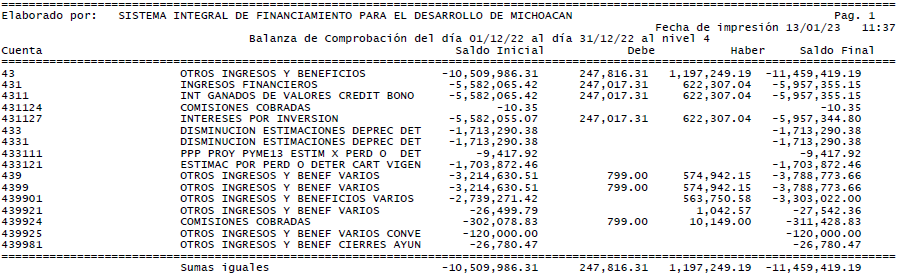 Elaborado por: SISTEMA INTEGRAL DE FINANCIAMIENTO PARA EL DESARROLLO DE MICHOACAN Pag. 1
Fecha de impresión 13/01/23 11:37
Balanza de Comprobación del día 01/12/22 al día 31/12/22 al nivel 4
Cuenta Saldo Inicial Debe Haber Saldo Final
43 OTROS INGRESOS Y BENEFICIOS -10,509,986.31 247,816.31 1,197,249.19 -11,459,419.19
431 INGRESOS FINANCIEROS -5,582,065.42 247,017.31 622,307.04 -5,957,355.15
4311 INT GANADOS DE VALORES CREDIT BONO -5,582,065.42 247,017.31 622,307.04 -5,957,355.15
431124 COMISIONES COBRADAS -10.35 -10.35
431127 INTERESES POR INVERSION -5,582,055.07 247,017.31 622,307.04 -5,957,344.80
433 DISMINUCION ESTIMACIONES DEPREC DET -1,713,290.38 -1,713,290.38
4331 DISMINUCION ESTIMACIONES DEPREC DET -1,713,290.38 -1,713,290.38
433111 PPP PROY PYME13 ESTIM X PERD O DET -9,417.92 -9,417.92
433121 ESTIMAC POR PERD O DETER CART VIGEN -1,703,872.46 -1,703,872.46
439 OTROS INGRESOS Y BENEF VARIOS -3,214,630.51 799.00 574,942.15 -3,788,773.66
4399 OTROS INGRESOS Y BENEF VARIOS -3,214,630.51 799.00 574,942.15 -3,788,773.66
439901 OTROS INGRESOS Y BENEFICIOS VARIOS -2,739,271.42 563,750.58 -3,303,022.00
439921 OTROS INGRESOS Y BENEF VARIOS -26,499.79 1,042.57 -27,542.36
439924 COMISIONES COBRADAS -302,078.83 799.00 10,149.00 -311,428.83
439925 OTROS INGRESOS Y BENEF VARIOS CONVE -120,000.00 -120,000.00
439981 OTROS INGRESOS Y BENEF CIERRES AYUN -26,780.47 -26,780.47
Sumas iguales -10,509,986.31 247,816.31 1,197,249.19 -11,459,419.19